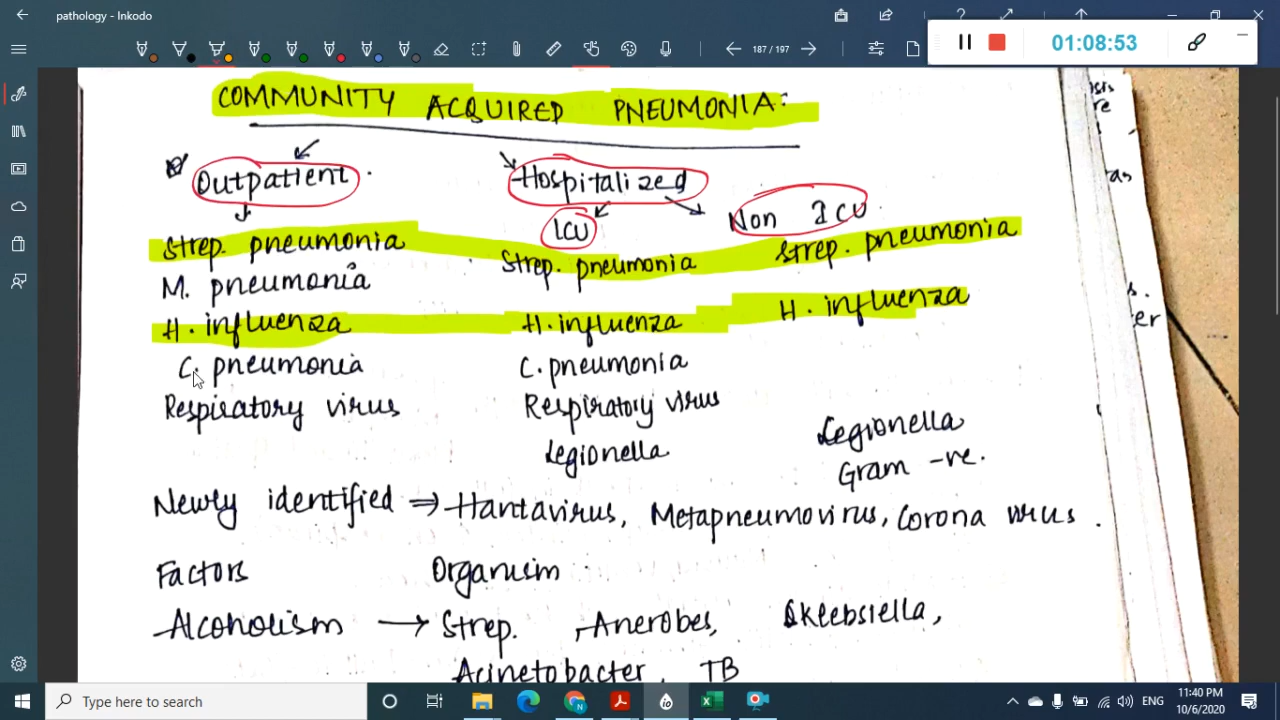 pathology - Inkodo
187 / 197
01:08:53
COMMUNITY ACQUIRED PNEUMONIA:
Outpatient.
Hospitalized
ICU
Non ICU
Strep. pneumonia
Strep. pneumonia
Strep. pneumonia
M. pneumonia
H. influenza
H. influenza
H. influenza
C. pneumonia
C. pneumonia
Respiratory virus
Respiratory virus
Legionella
Legionella
Gram -ve.
Newly identified ⇒ Hantavirus, Metapneumovirus, Corona virus.
Factors Organism
Alcoholism → Strep. , Anerobes, Klebsiella,
Acinetobacter, TB
Type here to search
ENG
11:40 PM
10/6/2020